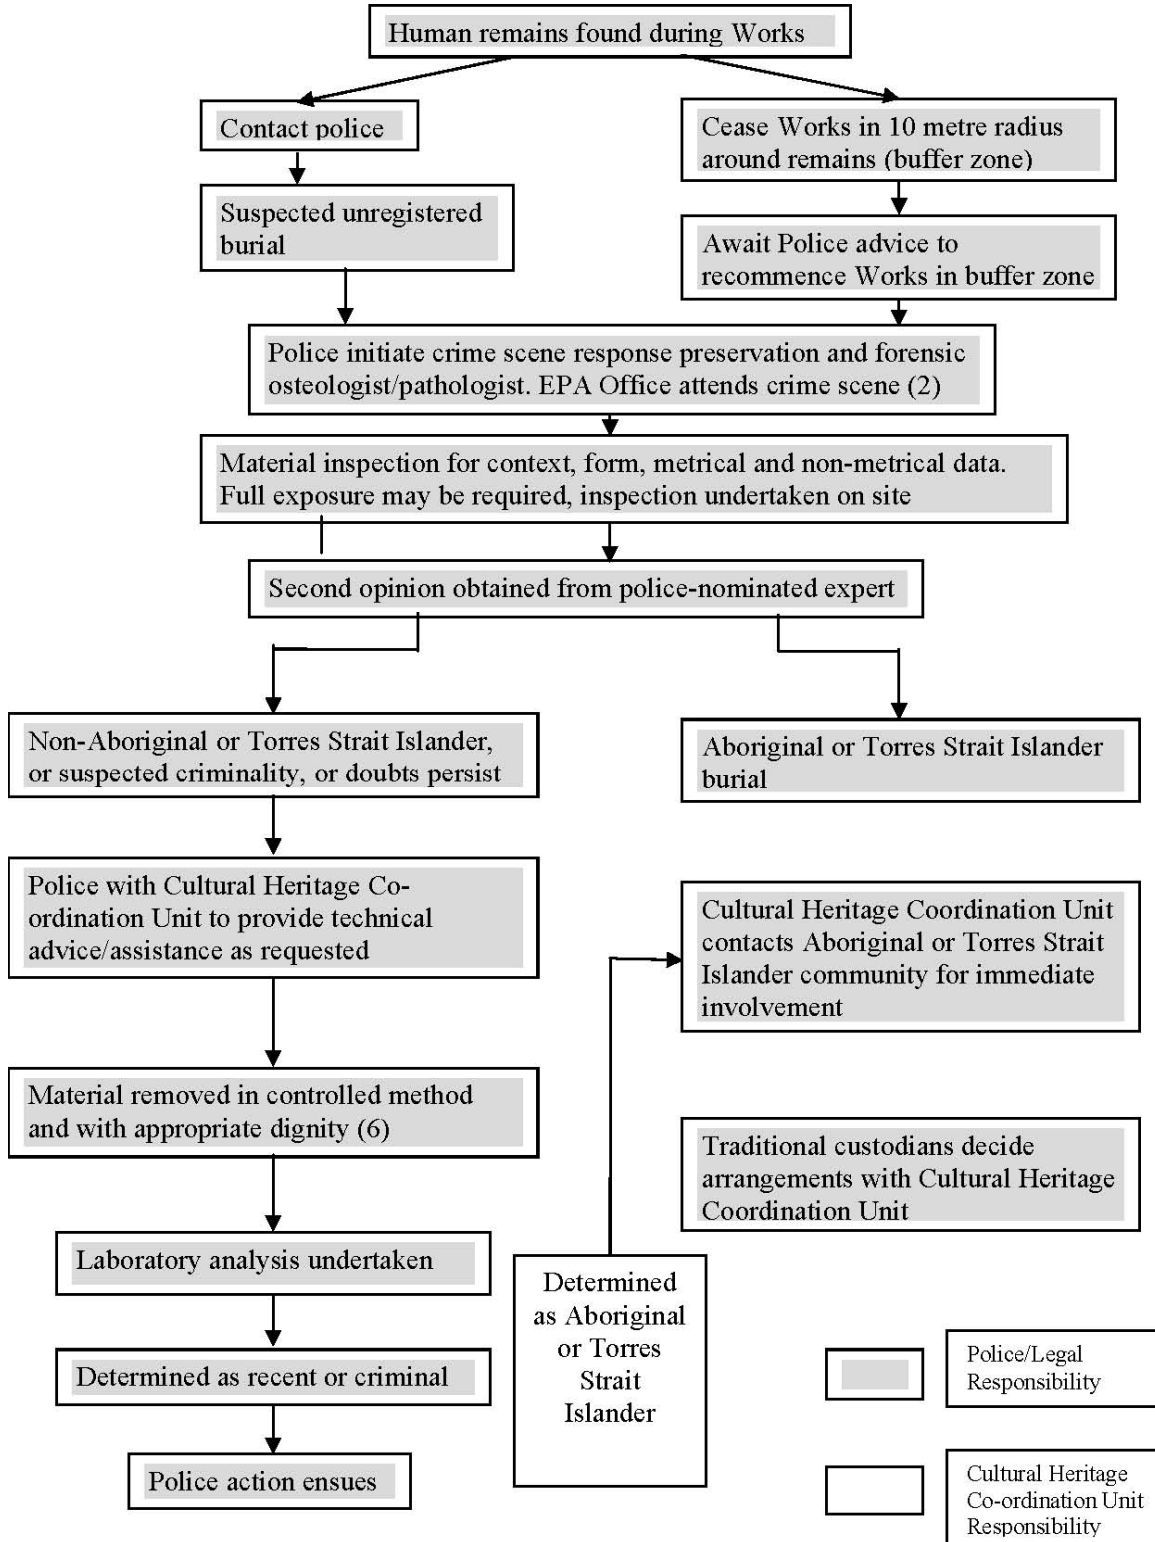 Human remains found during Works
Contact police
Cease Works in 10 metre radius
around remains (buffer zone)
Suspected unregistered
burial
Await Police advice to
recommence Works in buffer zone
Police initiate crime scene response preservation and forensic
osteologist/pathologist. EPA Office attends crime scene (2)
Material inspection for context, form, metrical and non-metrical data.
Full exposure may be required, inspection undertaken on site
Second opinion obtained from police-nominated expert
Non-Aboriginal or Torres Strait Islander,
or suspected criminality, or doubts persist
Aboriginal or Torres Strait Islander
burial
Police with Cultural Heritage Co-
ordination Unit to provide technical
advice/assistance as requested
Cultural Heritage Coordination Unit
contacts Aboriginal or Torres Strait
Islander community for immediate
involvement
Material removed in controlled method
and with appropriate dignity (6)
Traditional custodians decide
arrangements with Cultural Heritage
Coordination Unit
Laboratory analysis undertaken
Determined
as Aboriginal
or Torres
Strait
Islander
Determined as recent or criminal
Police action ensues
Police/Legal
Responsibility
Cultural Heritage
Co-ordination Unit
Responsibility